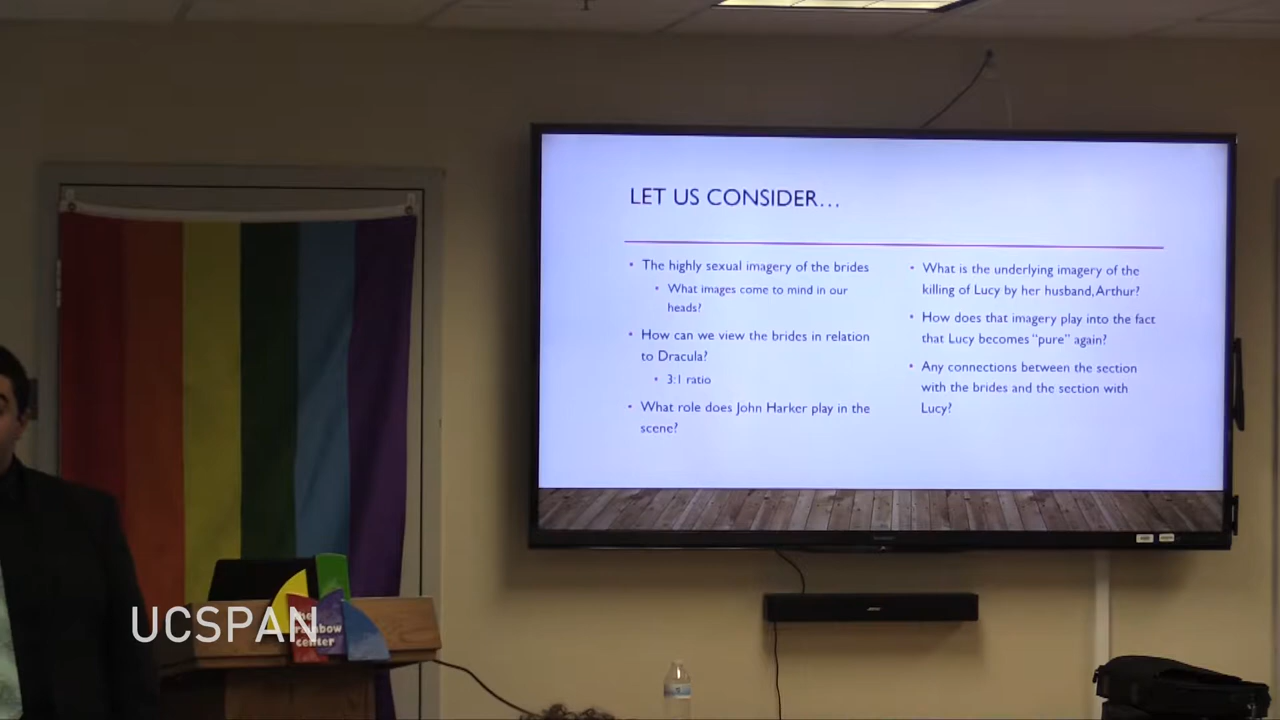 LET US CONSIDER…
• The highly sexual imagery of the brides
• What images come to mind in our
heads?
• How can we view the brides in relation
to Dracula?
• 3:1 ratio
• What role does John Harker play in the
scene?
• What is the underlying imagery of the
killing of Lucy by her husband, Arthur?
• How does that imagery play into the fact
that Lucy becomes "pure" again?
• Any connections between the section
with the brides and the section with
Lucy?
UCSPAN
rainbow
center